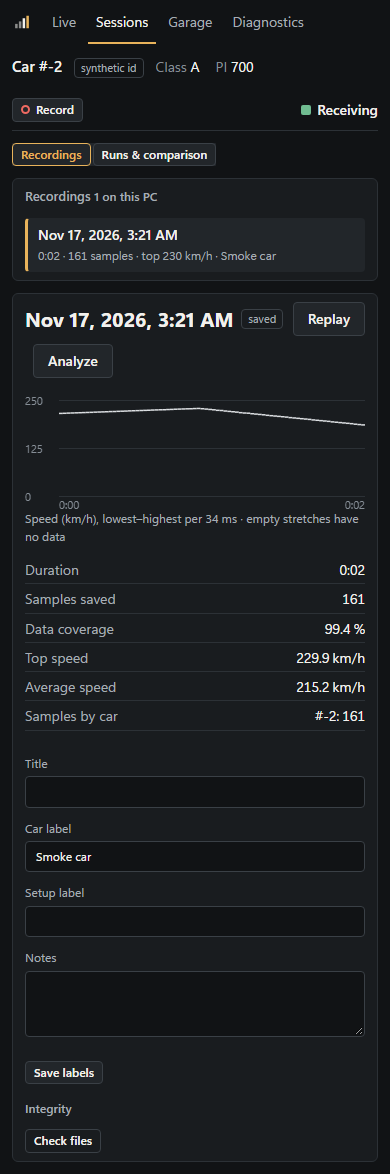 Live Sessions Garage Diagnostics
Car #-2 synthetic id Class A PI 700
Record Receiving
Recordings Runs & comparison
Recordings 1 on this PC
Nov 17, 2026, 3:21 AM
0:02 · 161 samples · top 230 km/h · Smoke car
Nov 17, 2026, 3:21 AM saved Replay
Analyze
250
125
0
0:00 0:02
Speed (km/h), lowest–highest per 34 ms · empty stretches have
no data
Duration 0:02
Samples saved 161
Data coverage 99.4 %
Top speed 229.9 km/h
Average speed 215.2 km/h
Samples by car #-2: 161
Title
Car label
Smoke car
Setup label
Notes
Save labels
Integrity
Check files